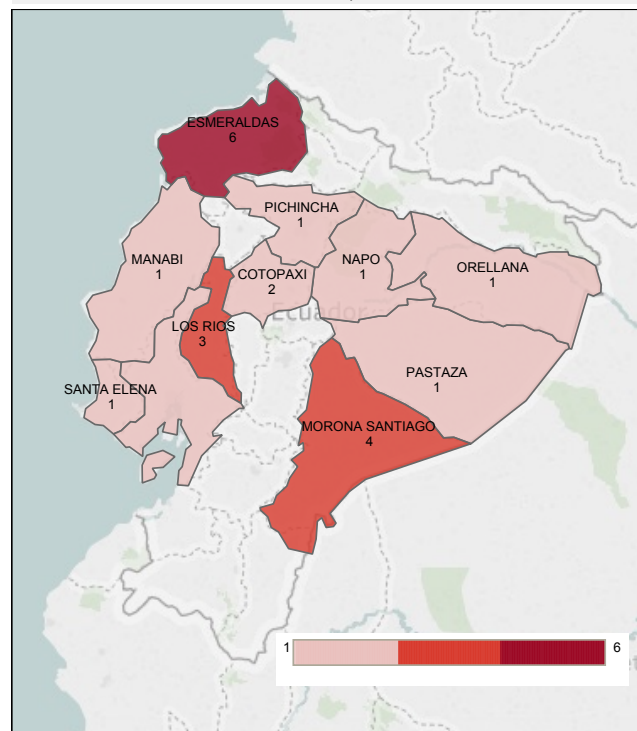 ESMERALDAS
6
PICHINCHA
1
MANABI
1
COTOPAXI
2
NAPO
1
ORELLANA
1
Ecuador
LOS RIOS
3
SANTA ELENA
1
PASTAZA
1
MORONA SANTIAGO
4
1
6